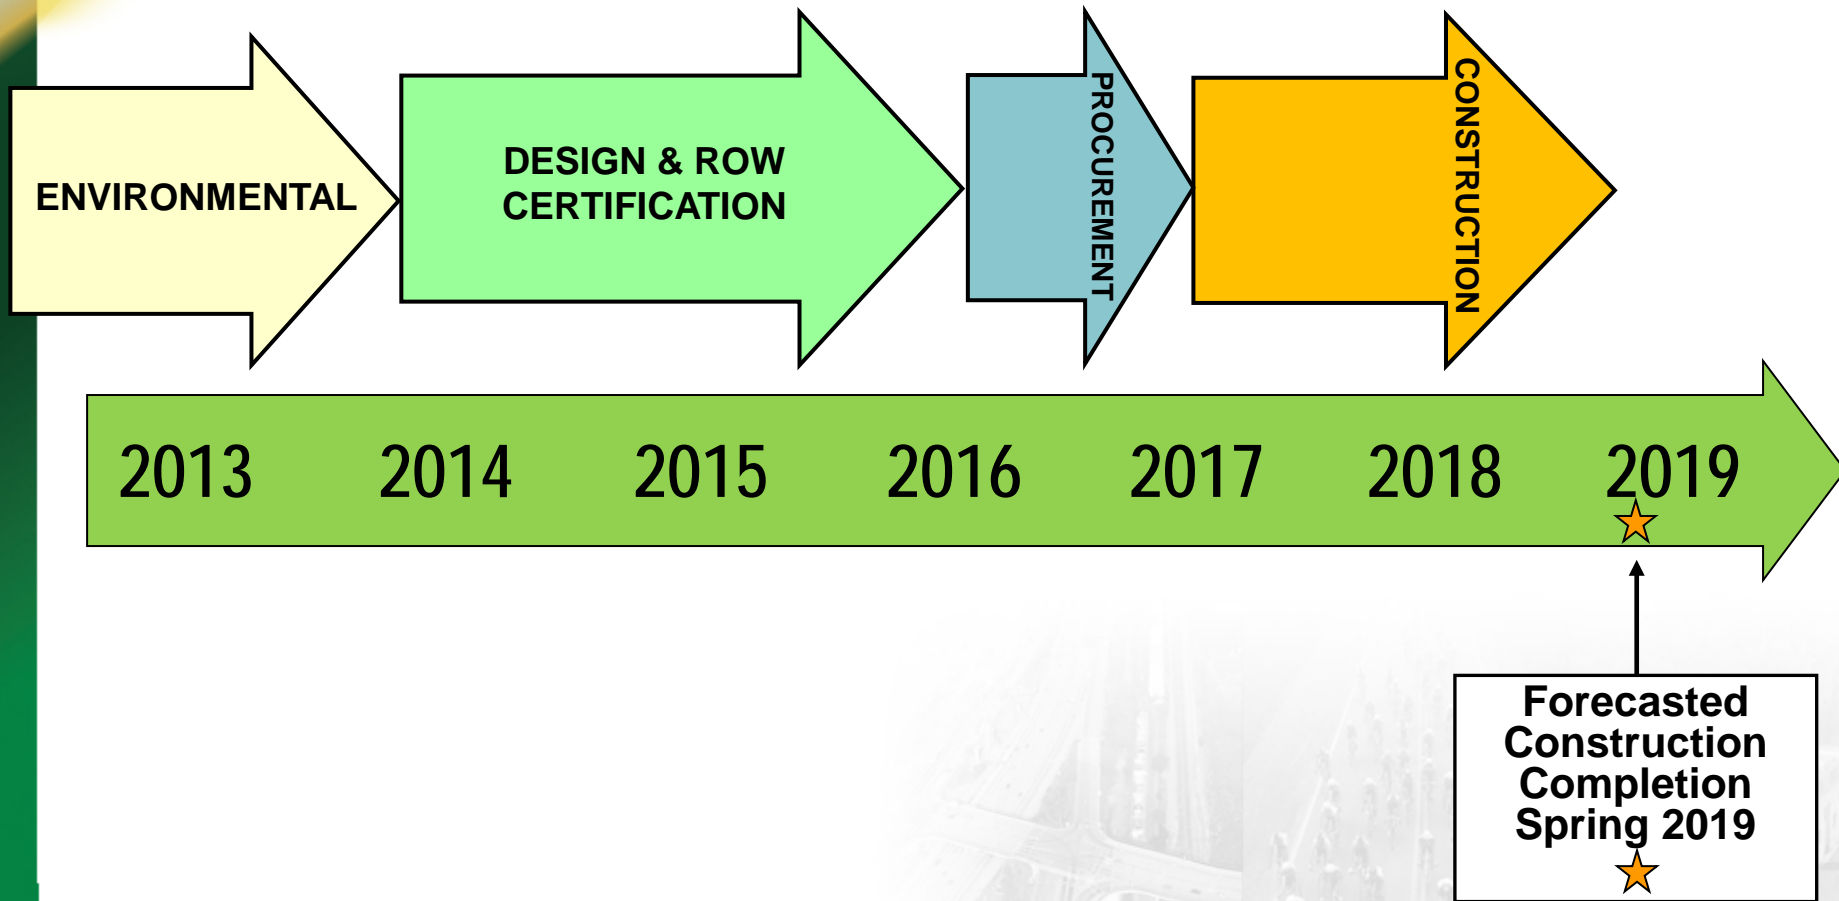 ENVIRONMENTAL
DESIGN & ROW
CERTIFICATION
PROCUREMENT
CONSTRUCTION
2013 2014 2015 2016 2017 2018 2019
Forecasted
Construction
Completion
Spring 2019